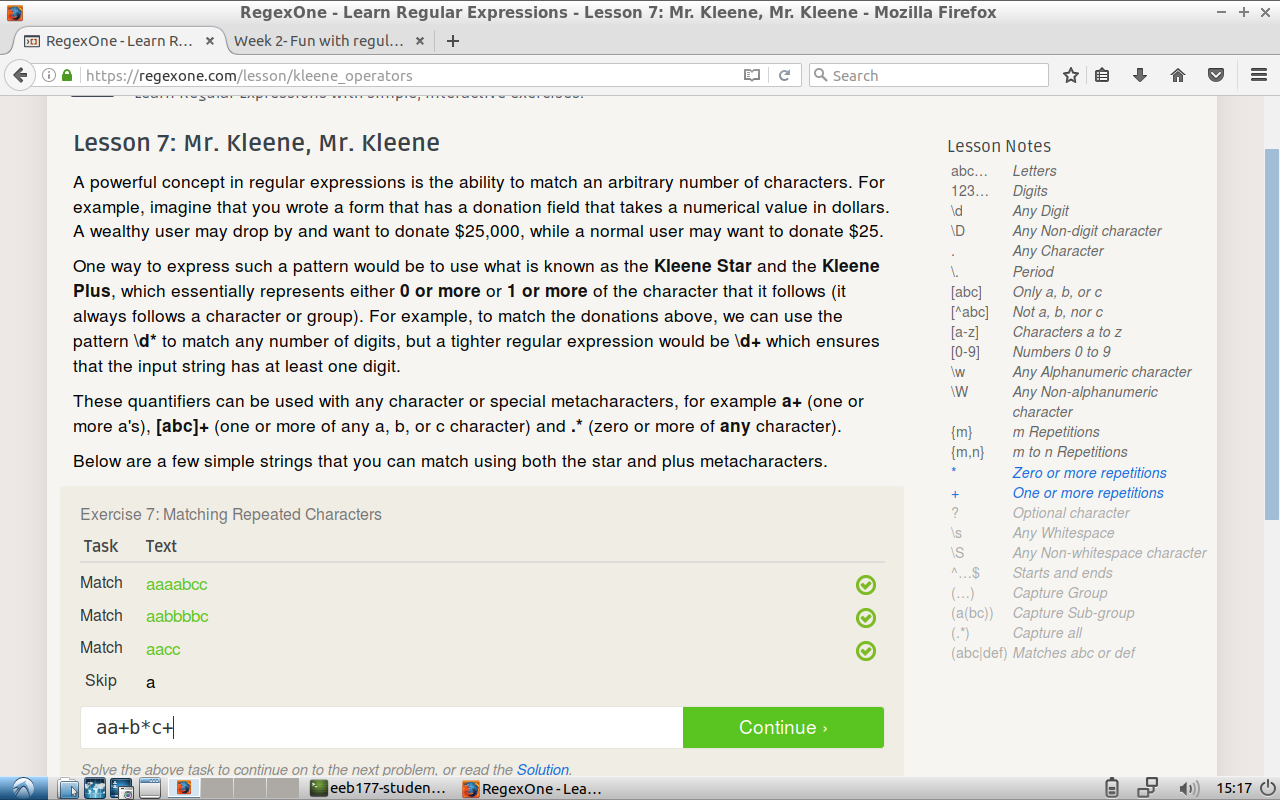 RegexOne - Learn Regular Expressions - Lesson 7: Mr. Kleene, Mr. Kleene - Mozilla Firefox
RegexOne - Learn R...
Week 2- Fun with regul...
https://regexone.com/lesson/kleene_operators
Search
Learn Regular Expressions with simple, interactive exercises.
Lesson 7: Mr. Kleene, Mr. Kleene
A powerful concept in regular expressions is the ability to match an arbitrary number of characters. For
example, imagine that you wrote a form that has a donation field that takes a numerical value in dollars.
A wealthy user may drop by and want to donate $25,000, while a normal user may want to donate $25.
One way to express such a pattern would be to use what is known as the Kleene Star and the Kleene
Plus, which essentially represents either 0 or more or 1 or more of the character that it follows (it
always follows a character or group). For example, to match the donations above, we can use the
pattern \d* to match any number of digits, but a tighter regular expression would be \d+ which ensures
that the input string has at least one digit.
These quantifiers can be used with any character or special metacharacters, for example a+ (one or
more a's), [abc]+ (one or more of any a, b, or c character) and .* (zero or more of any character).
Below are a few simple strings that you can match using both the star and plus metacharacters.
Exercise 7: Matching Repeated Characters
Task Text
Match aaaabcc
Match aabbbbc
Match aacc
Skip a
aa+b*c+
Continue ›
Solve the above task to continue on to the next problem, or read the Solution.
Lesson Notes
abc… Letters
123… Digits
\d Any Digit
\D Any Non-digit character
. Any Character
\. Period
[abc] Only a, b, or c
[^abc] Not a, b, nor c
[a-z] Characters a to z
[0-9] Numbers 0 to 9
\w Any Alphanumeric character
\W Any Non-alphanumeric
character
{m} m Repetitions
{m,n} m to n Repetitions
* Zero or more repetitions
+ One or more repetitions
? Optional character
\s Any Whitespace
\S Any Non-whitespace character
^…$ Starts and ends
(…) Capture Group
(a(bc)) Capture Sub-group
(.*) Capture all
(abc|def) Matches abc or def
eeb177-studen...
RegexOne - Lea...
15:17